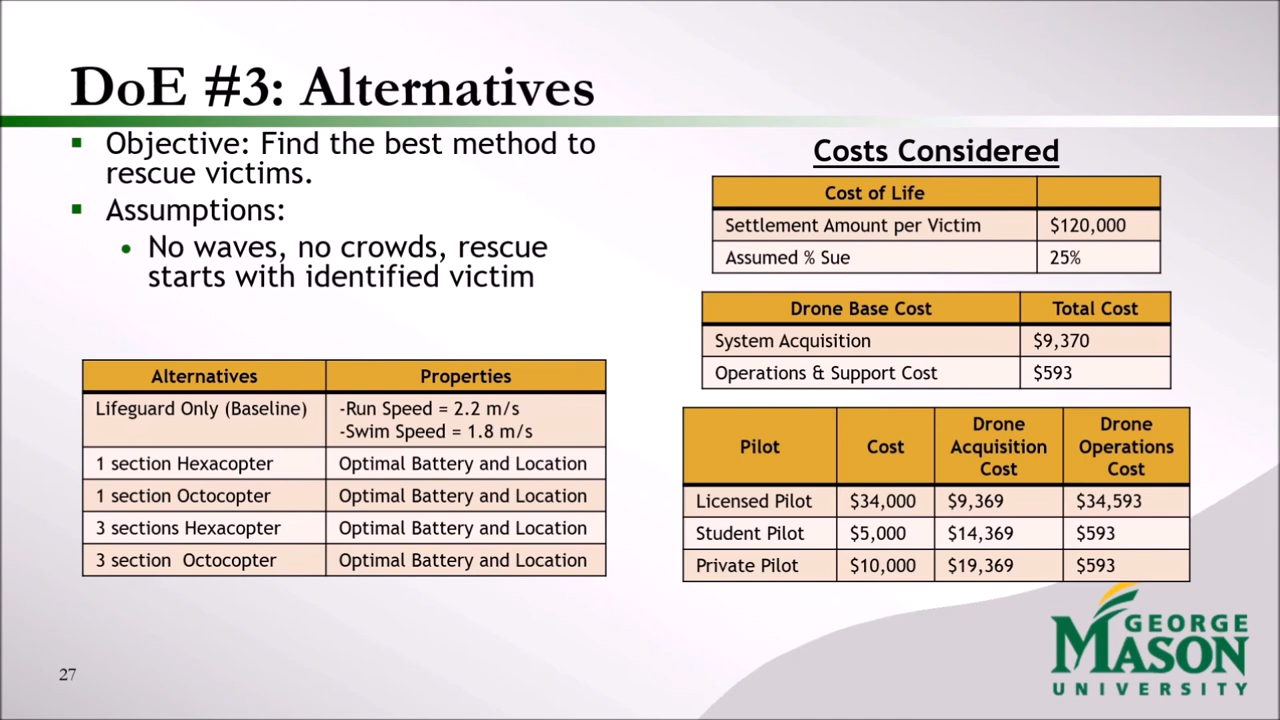 DoE #3: Alternatives
▪ Objective: Find the best method to
rescue victims.
▪ Assumptions:
• No waves, no crowds, rescue
starts with identified victim
Alternatives Properties
Lifeguard Only (Baseline) -Run Speed = 2.2 m/s
-Swim Speed = 1.8 m/s
1 section Hexacopter Optimal Battery and Location
1 section Octocopter Optimal Battery and Location
3 sections Hexacopter Optimal Battery and Location
3 section Octocopter Optimal Battery and Location
Costs Considered
Cost of Life
Settlement Amount per Victim $120,000
Assumed % Sue 25%
Drone Base Cost Total Cost
System Acquisition $9,370
Operations & Support Cost $593
Pilot Cost Drone Acquisition Cost Drone Operations Cost
Licensed Pilot $34,000 $9,369 $34,593
Student Pilot $5,000 $14,369 $593
Private Pilot $10,000 $19,369 $593
27
GEORGE
MASON
UNIVERSITY